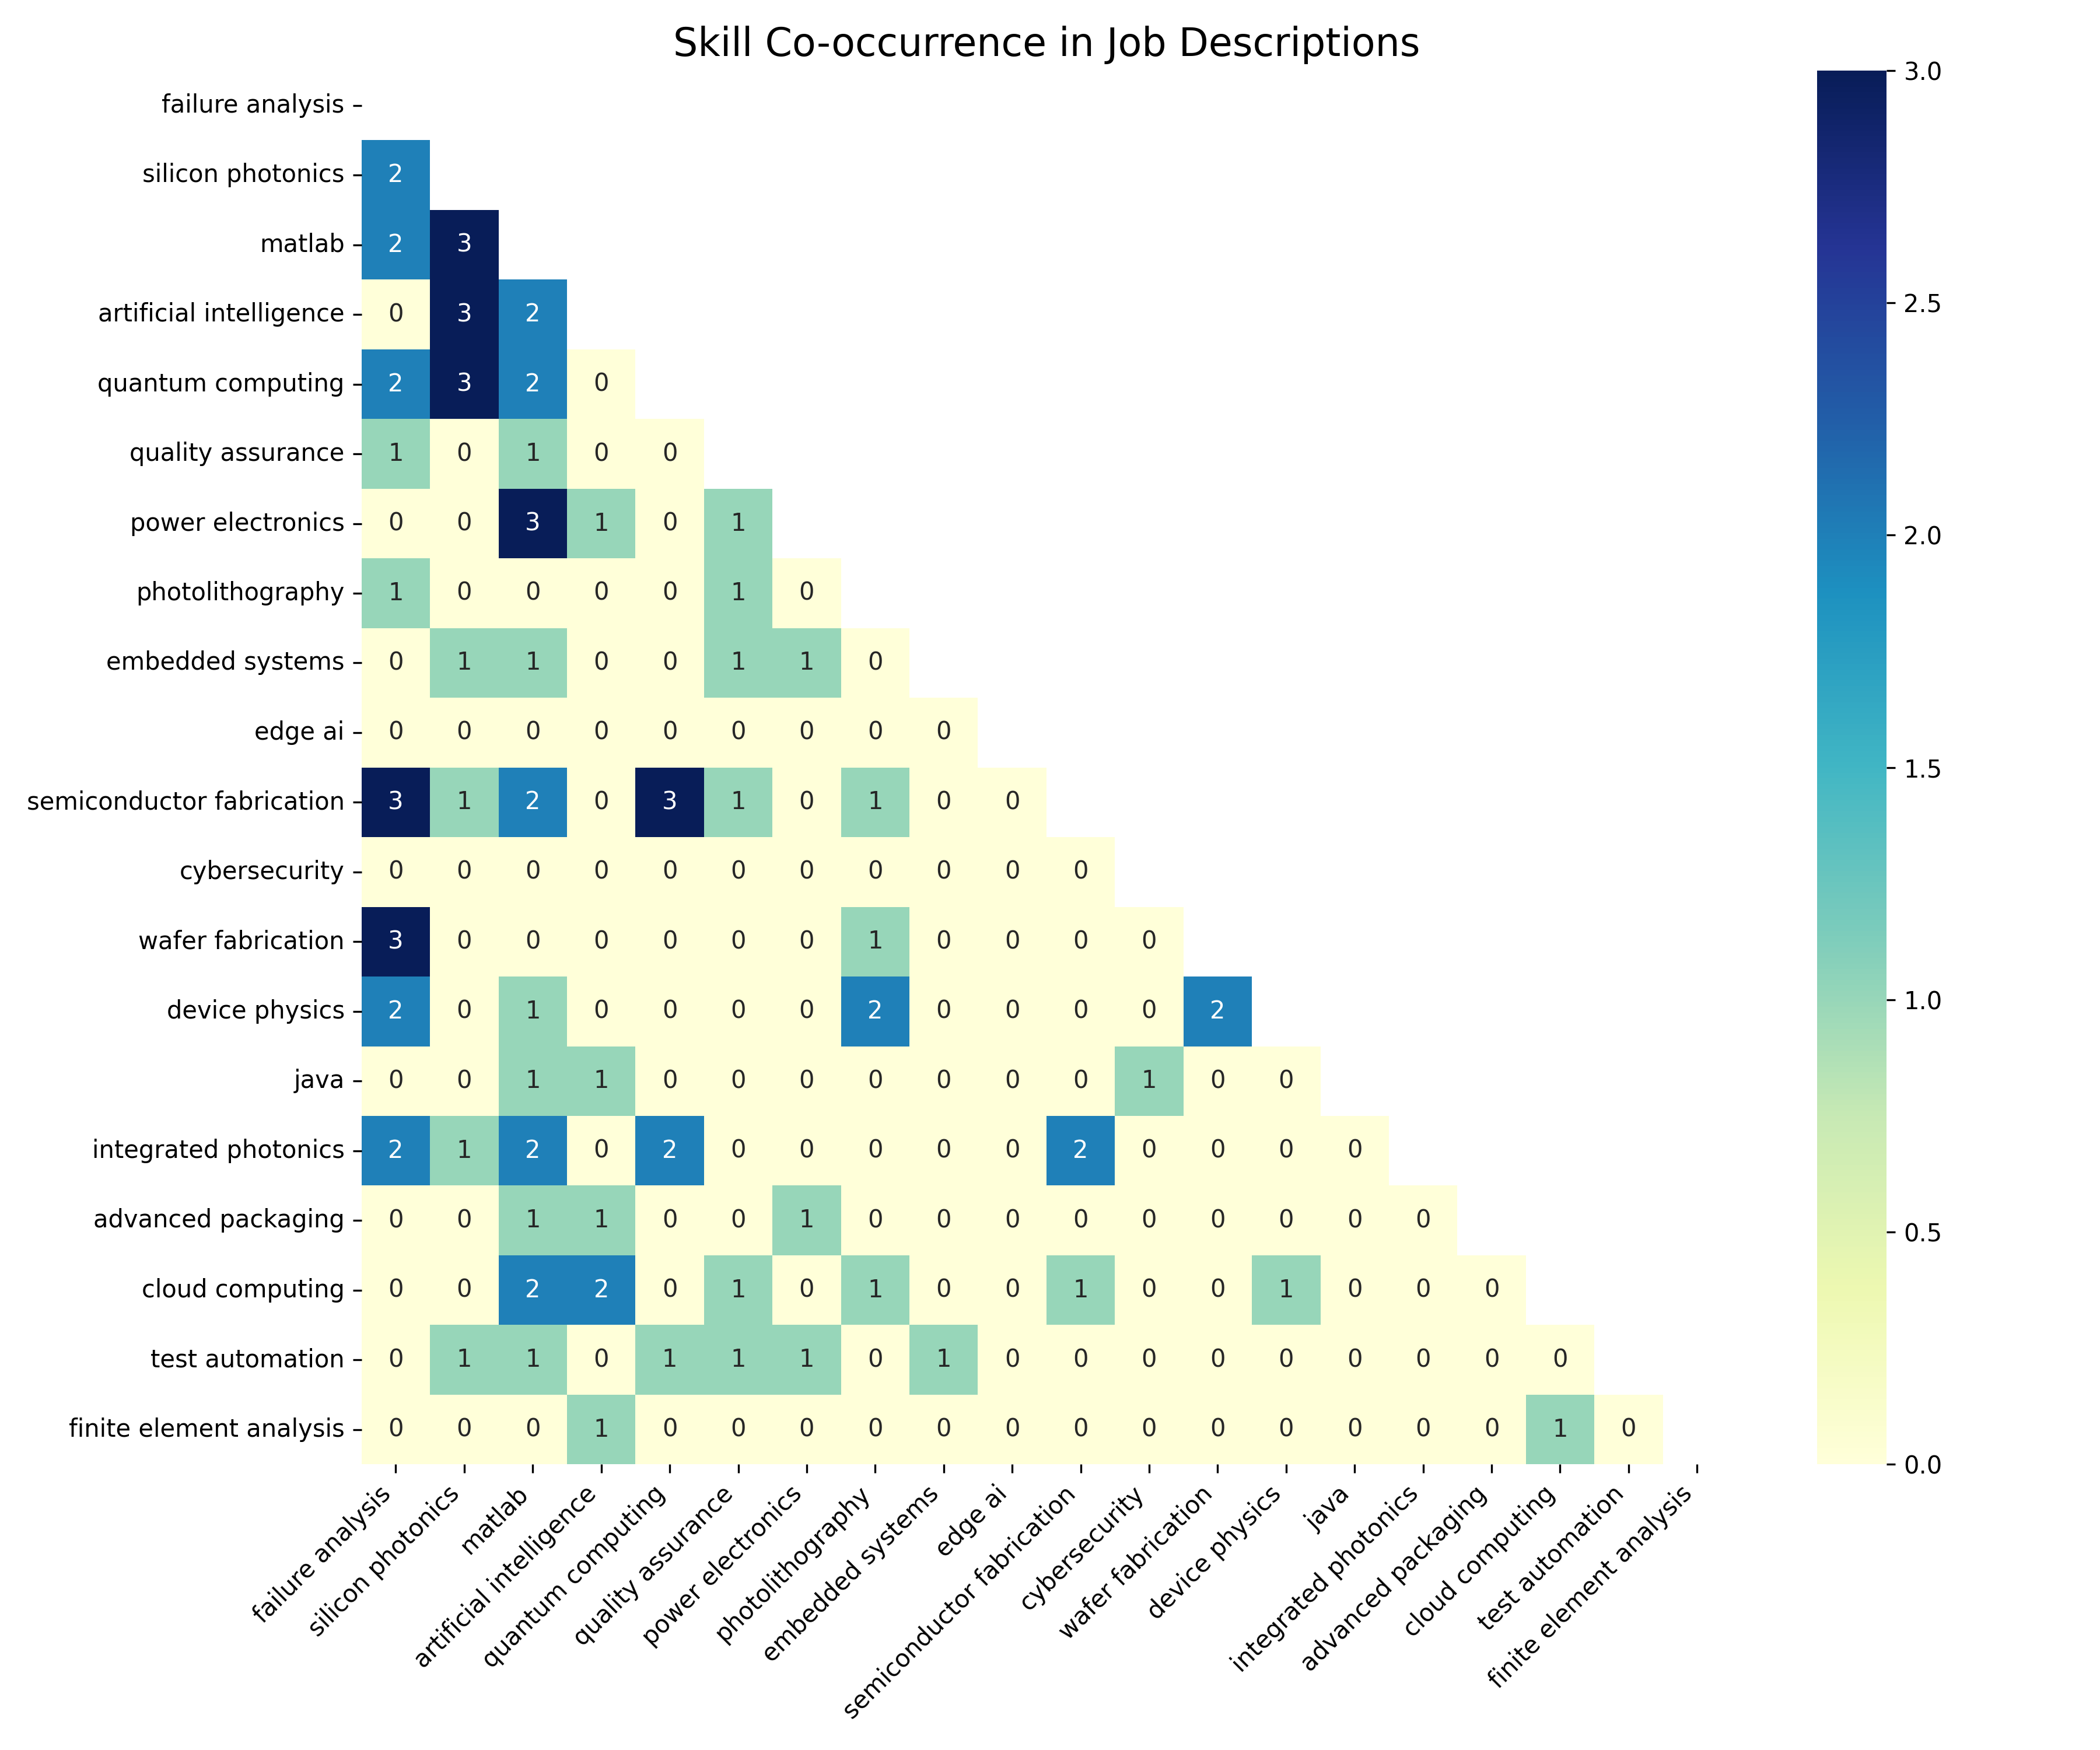 Skill Co-occurrence in Job Descriptions
failure analysis
silicon photonics 2
matlab 2 3
artificial intelligence 0 3 2
quantum computing 2 3 2 0
quality assurance 1 0 1 0 0
power electronics 0 0 3 1 0 1
photolithography 1 0 0 0 0 1 0
embedded systems 0 1 1 0 0 1 1 0
edge ai 0 0 0 0 0 0 0 0 0
semiconductor fabrication 3 1 2 0 3 1 0 1 0 0
cybersecurity 0 0 0 0 0 0 0 0 0 0 0
wafer fabrication 3 0 0 0 0 0 0 1 0 0 0 0
device physics 2 0 1 0 0 0 0 2 0 0 0 0 2
java 0 0 1 1 0 0 0 0 0 0 0 1 0 0
integrated photonics 2 1 2 0 2 0 0 0 0 0 2 0 0 0 0
advanced packaging 0 0 1 1 0 0 1 0 0 0 0 0 0 0 0 0
cloud computing 0 0 2 2 0 1 0 1 0 0 1 0 0 1 0 0 0
test automation 0 1 1 0 1 1 1 0 1 0 0 0 0 0 0 0 0 0
finite element analysis 0 0 0 1 0 0 0 0 0 0 0 0 0 0 0 0 0 1 0
failure analysis
silicon photonics
matlab
artificial intelligence
quantum computing
quality assurance
power electronics
photolithography
embedded systems
edge ai
semiconductor fabrication
cybersecurity
wafer fabrication
device physics
java
integrated photonics
advanced packaging
cloud computing
test automation
finite element analysis
3.0
2.5
2.0
1.5
1.0
0.5
0.0